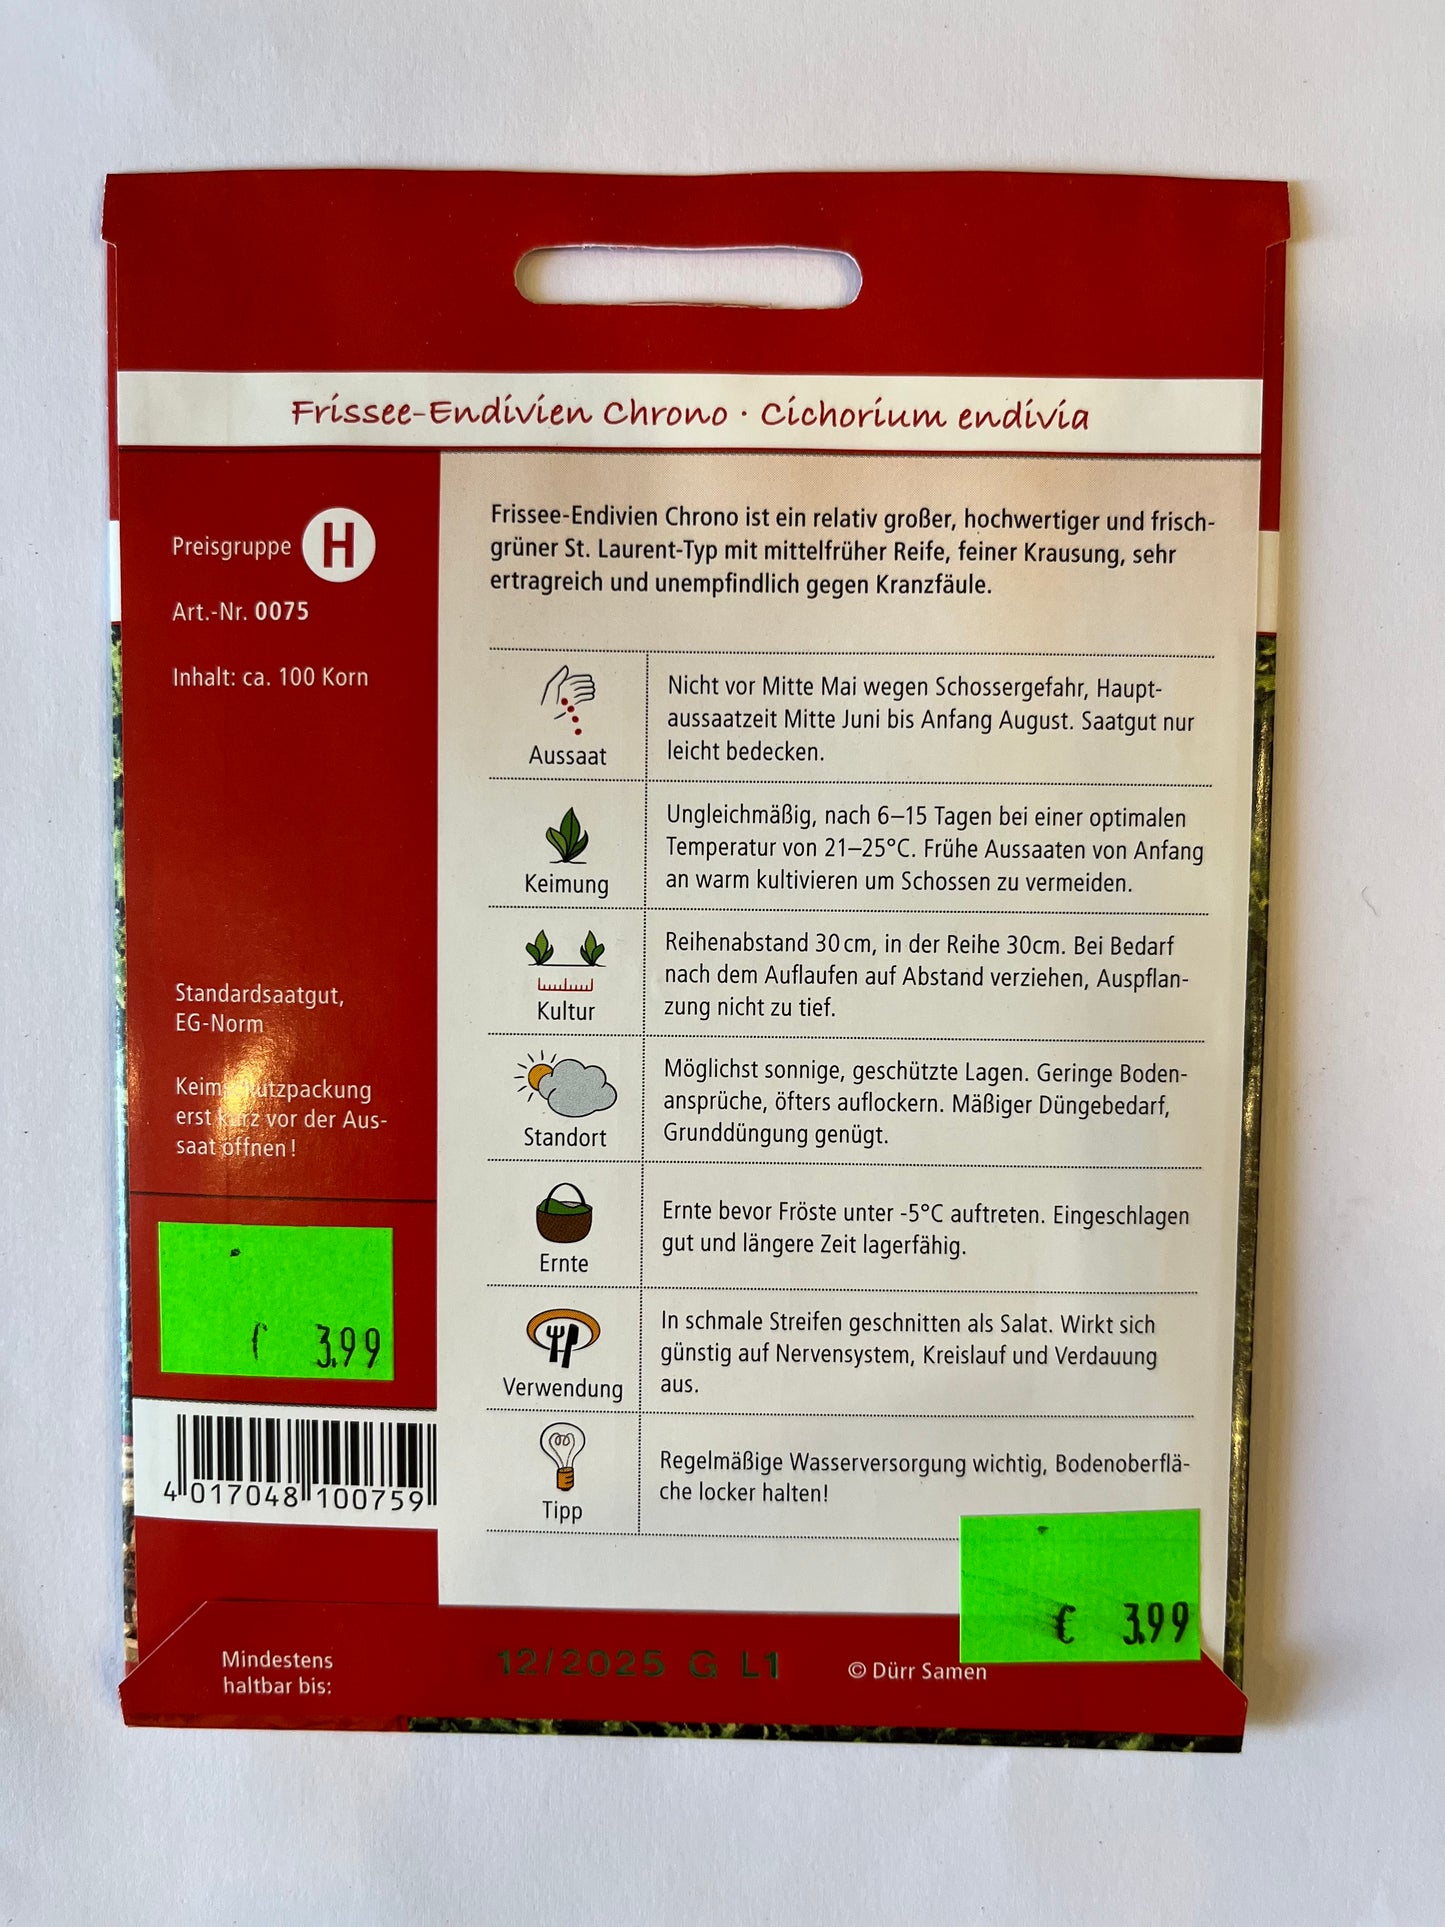 Frissee-Endivien Chrono · Cichorium endivia
Preisgruppe H
Art.-Nr. 0075
Inhalt: ca. 100 Korn
Standardsaatgut,
EG-Norm
Keimschutzpackung
erst kurz vor der Aus-
saat öffnen!
€ 3.99
4 017048 100759
Frissee-Endivien Chrono ist ein relativ großer, hochwertiger und frisch-
grüner St. Laurent-Typ mit mittelfrüher Reife, feiner Krausung, sehr
ertragreich und unempfindlich gegen Kranzfäule.
Aussaat
Nicht vor Mitte Mai wegen Schossergefahr, Haupt-
aussaatzeit Mitte Juni bis Anfang August. Saatgut nur
leicht bedecken.
Keimung
Ungleichmäßig, nach 6–15 Tagen bei einer optimalen
Temperatur von 21–25°C. Frühe Aussaaten von Anfang
an warm kultivieren um Schossen zu vermeiden.
Kultur
Reihenabstand 30 cm, in der Reihe 30cm. Bei Bedarf
nach dem Auflaufen auf Abstand verziehen, Auspflan-
zung nicht zu tief.
Standort
Möglichst sonnige, geschützte Lagen. Geringe Boden-
ansprüche, öfters auflockern. Mäßiger Düngebedarf,
Grunddüngung genügt.
Ernte
Ernte bevor Fröste unter -5°C auftreten. Eingeschlagen
gut und längere Zeit lagerfähig.
Verwendung
In schmale Streifen geschnitten als Salat. Wirkt sich
günstig auf Nervensystem, Kreislauf und Verdauung
aus.
Tipp
Regelmäßige Wasserversorgung wichtig, Bodenoberflä-
che locker halten!
€ 3.99
Mindestens
haltbar bis:
12/2025 G L1
© Dürr Samen